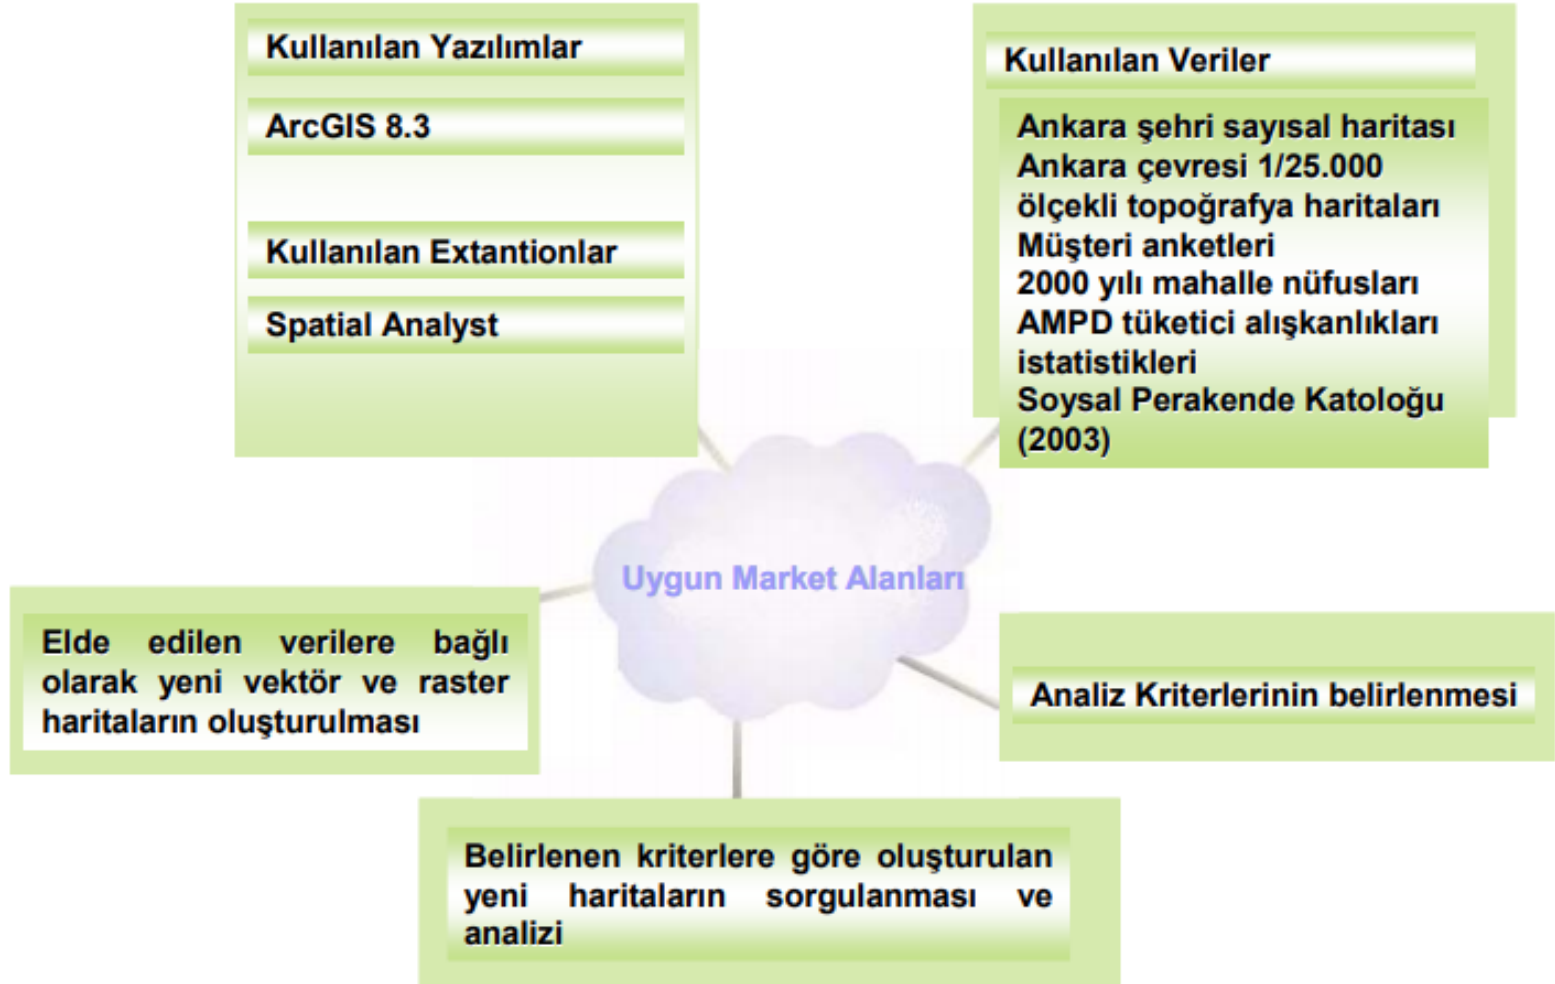 Kullanılan Yazılımlar
ArcGIS 8.3
Kullanılan Extantionlar
Spatial Analyst
Kullanılan Veriler
Ankara şehri sayısal haritası
Ankara çevresi 1/25.000
ölçekli topoğrafya haritaları
Müşteri anketleri
2000 yılı mahalle nüfusları
AMPD tüketici alışkanlıkları
istatistikleri
Soysal Perakende Katoloğu
(2003)
Uygun Market Alanları
Elde edilen verilere bağlı
olarak yeni vektör ve raster
haritaların oluşturulması
Analiz Kriterlerinin belirlenmesi
Belirlenen kriterlere göre oluşturulan
yeni haritaların sorgulanması ve
analizi